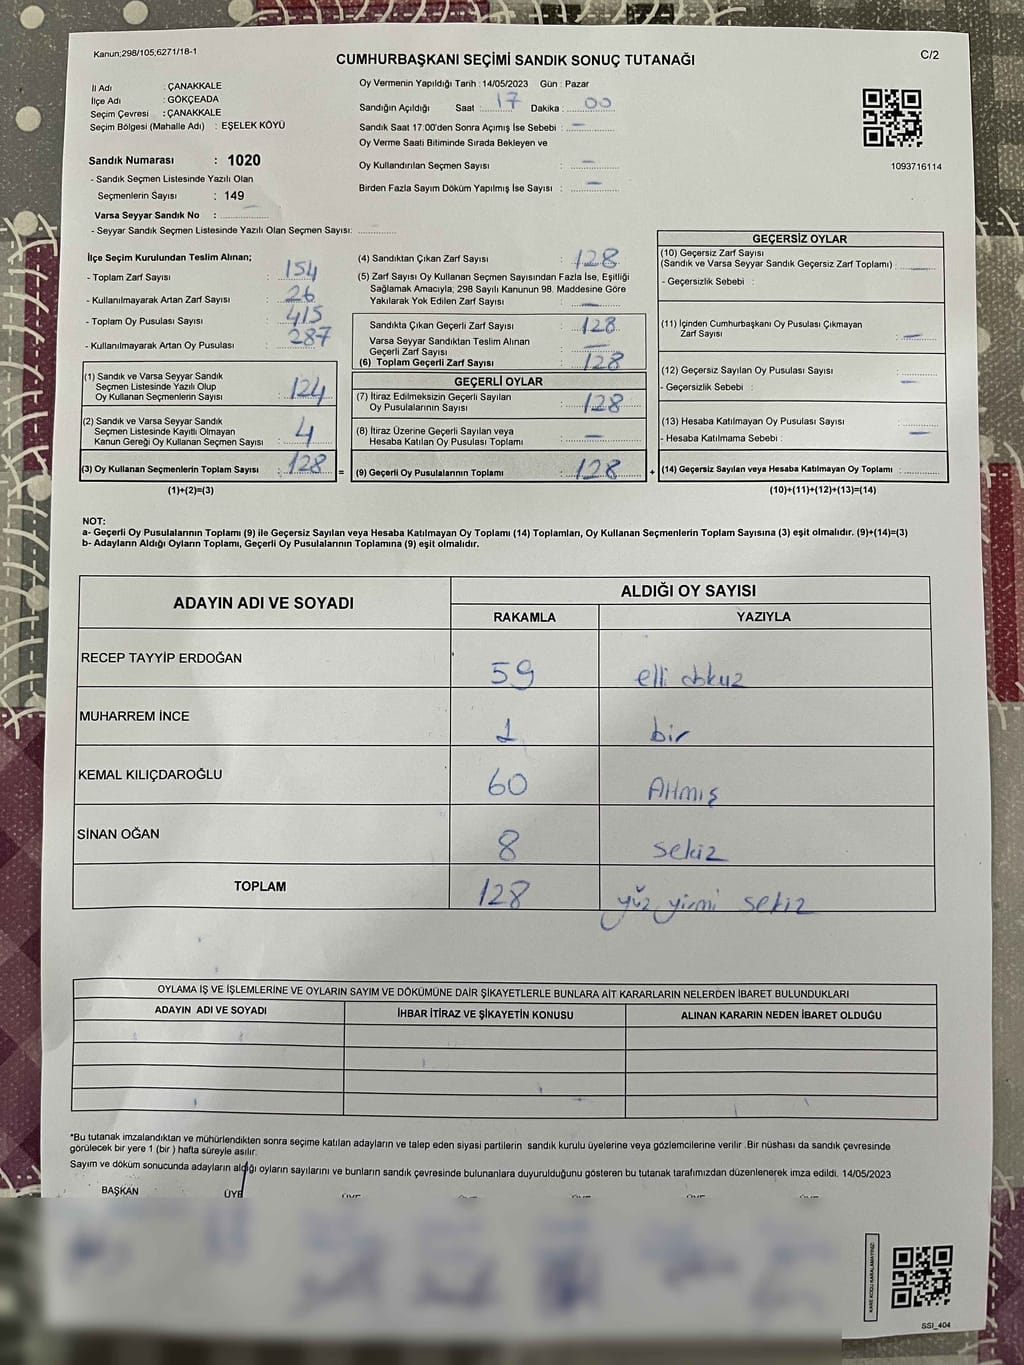 Kanun;298/105,6271/18-1
CUMHURBAŞKANI SEÇİMİ SANDIK SONUÇ TUTANAĞI
C/2
İl Adı : ÇANAKKALE
İlçe Adı : GÖKÇEADA
Seçim Çevresi : ÇANAKKALE
Seçim Bölgesi (Mahalle Adı) : EŞELEK KÖYÜ
Oy Vermenin Yapıldığı Tarih : 14/05/2023 Gün : Pazar
Sandığın Açıldığı Saat : 17 Dakika : 00
Sandık Saat 17:00'den Sonra Açımış İse Sebebi : —
Oy Verme Saati Bitiminde Sırada Bekleyen ve
Oy Kullandırılan Seçmen Sayısı : —
Birden Fazla Sayım Döküm Yapılmış İse Sayısı : —
1093716114
Sandık Numarası : 1020
- Sandık Seçmen Listesinde Yazılı Olan
Seçmenlerin Sayısı : 149
Varsa Seyyar Sandık No :
- Seyyar Sandık Seçmen Listesinde Yazılı Olan Seçmen Sayısı:
İlçe Seçim Kurulundan Teslim Alınan;
- Toplam Zarf Sayısı : 154
- Kullanılmayarak Artan Zarf Sayısı : 26
- Toplam Oy Pusulası Sayısı : 415
- Kullanılmayarak Artan Oy Pusulası : 287
(1) Sandık ve Varsa Seyyar Sandık
Seçmen Listesinde Yazılı Olup
Oy Kullanan Seçmenlerin Sayısı : 124
(2) Sandık ve Varsa Seyyar Sandık
Seçmen Listesinde Kayıtlı Olmayan
Kanun Gereği Oy Kullanan Seçmen Sayısı : 4
(3) Oy Kullanan Seçmenlerin Toplam Sayısı : 128
(1)+(2)=(3)
=
(4) Sandıktan Çıkan Zarf Sayısı : 128
(5) Zarf Sayısı Oy Kullanan Seçmen Sayısından Fazla İse, Eşitliği
Sağlamak Amacıyla; 298 Sayılı Kanunun 98. Maddesine Göre
Yakılarak Yok Edilen Zarf Sayısı : —
Sandıkta Çıkan Geçerli Zarf Sayısı : 128
Varsa Seyyar Sandıktan Teslim Alınan
Geçerli Zarf Sayısı : —
(6) Toplam Geçerli Zarf Sayısı : 128
GEÇERLİ OYLAR
(7) İtiraz Edilmeksizin Geçerli Sayılan
Oy Pusulalarının Sayısı : 128
(8) İtiraz Üzerine Geçerli Sayılan veya
Hesaba Katılan Oy Pusulası Toplamı : —
(9) Geçerli Oy Pusulalarının Toplamı : 128
+
GEÇERSİZ OYLAR
(10) Geçersiz Zarf Sayısı
(Sandık ve Varsa Seyyar Sandık Geçersiz Zarf Toplamı) : —
- Geçersizlik Sebebi :
(11) İçinden Cumhurbaşkanı Oy Pusulası Çıkmayan
Zarf Sayısı : —
(12) Geçersiz Sayılan Oy Pusulası Sayısı :
- Geçersizlik Sebebi : —
(13) Hesaba Katılmayan Oy Pusulası Sayısı :
- Hesaba Katılmama Sebebi : —
(14) Geçersiz Sayılan veya Hesaba Katılmayan Oy Toplamı :
(10)+(11)+(12)+(13)=(14)
NOT:
a- Geçerli Oy Pusulalarının Toplamı (9) ile Geçersiz Sayılan veya Hesaba Katılmayan Oy Toplamı (14) Toplamları, Oy Kullanan Seçmenlerin Toplam Sayısına (3) eşit olmalıdır. (9)+(14)=(3)
b- Adayların Aldığı Oyların Toplamı, Geçerli Oy Pusulalarının Toplamına (9) eşit olmalıdır.
ADAYIN ADI VE SOYADI
ALDIĞI OY SAYISI
RAKAMLA YAZIYLA
RECEP TAYYİP ERDOĞAN 59 elli dokuz
MUHARREM İNCE 1 bir
KEMAL KILIÇDAROĞLU 60 Altmış
SİNAN OĞAN 8 sekiz
TOPLAM 128 yüz yirmi sekiz
OYLAMA İŞ VE İŞLEMLERİNE VE OYLARIN SAYIM VE DÖKÜMÜNE DAİR ŞİKAYETLERLE BUNLARA AİT KARARLARIN NELERDEN İBARET BULUNDUKLARI
ADAYIN ADI VE SOYADI İHBAR İTİRAZ VE ŞİKAYETİN KONUSU ALINAN KARARIN NEDEN İBARET OLDUĞU
*Bu tutanak imzalandıktan ve mühürlendikten sonra seçime katılan adayların ve talep eden siyasi partilerin sandık kurulu üyelerine veya gözlemcilerine verilir .Bir nüshası da sandık çevresinde
görülecek bir yere 1 (bir ) hafta süreyle asılır.
Sayım ve döküm sonucunda adayların aldığı oyların sayılarını ve bunların sandık çevresinde bulunanlara duyurulduğunu gösteren bu tutanak tarafımızdan düzenlenerek imza edildi. 14/05/2023
BAŞKAN ÜYE ÜYE ÜYE ÜYE ÜYE ÜYE
KARE KODU KARALAMAYINIZ!
SSI_404